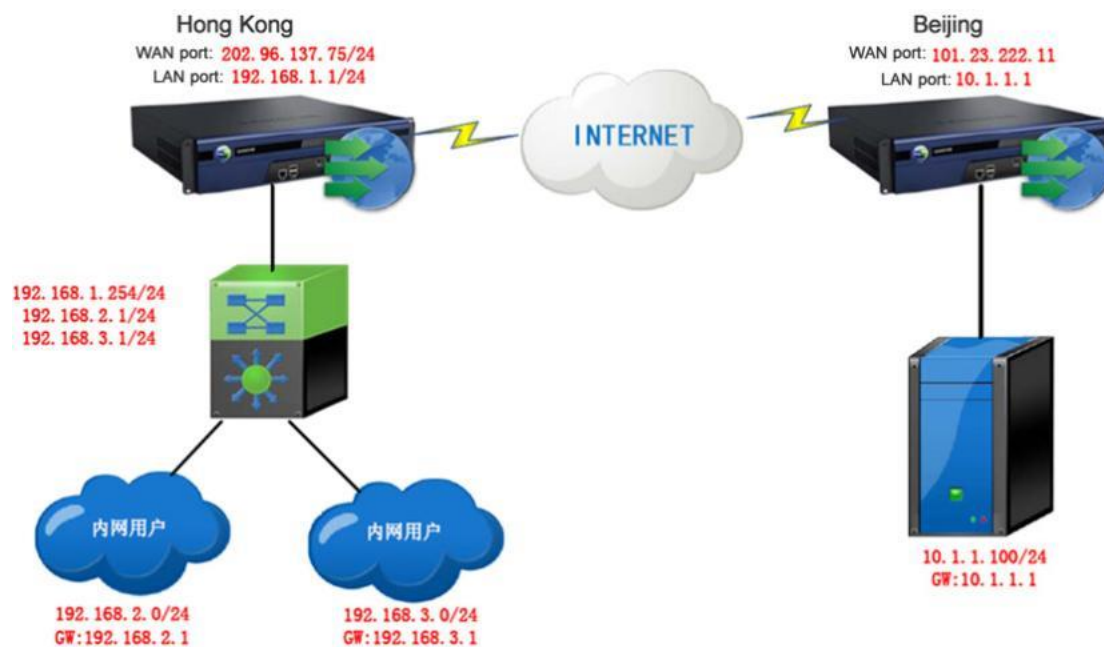 Hong Kong
WAN port: 202.96.137.75/24
LAN port: 192.168.1.1/24
Beijing
WAN port: 101.23.222.11
LAN port: 10.1.1.1
INTERNET
192.168.1.254/24
192.168.2.1/24
192.168.3.1/24
内网用户
192.168.2.0/24
GW:192.168.2.1
内网用户
192.168.3.0/24
GW:192.168.3.1
10.1.1.100/24
GW:10.1.1.1